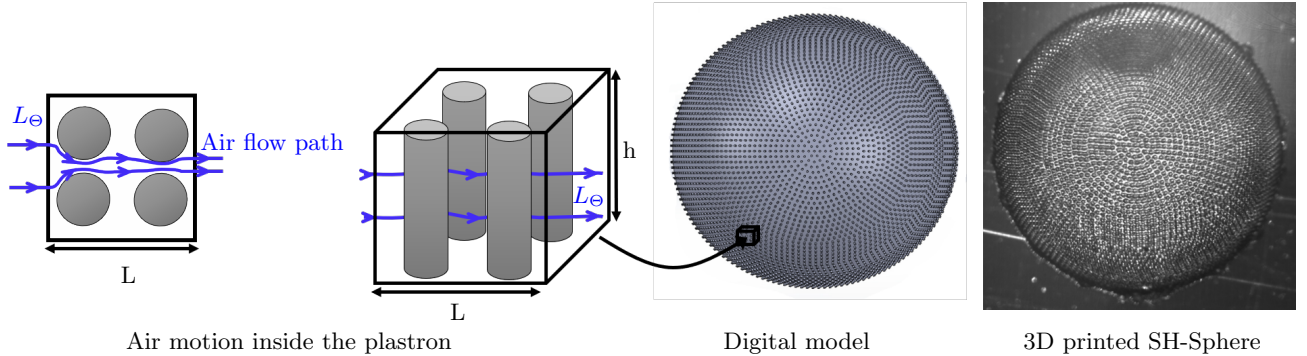 L_Θ
Air flow path
L
h
L_Θ
L
Air motion inside the plastron
Digital model
3D printed SH-Sphere